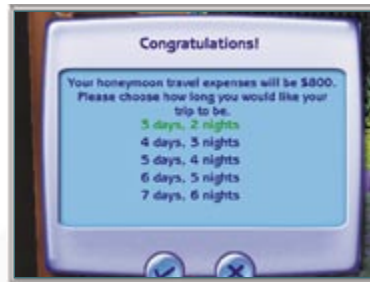 Congratulations!
Your honeymoon travel expenses will be $800.
Please choose how long you would like your
trip to be.
3 days, 2 nights
4 days, 3 nights
5 days, 4 nights
6 days, 5 nights
7 days, 6 nights